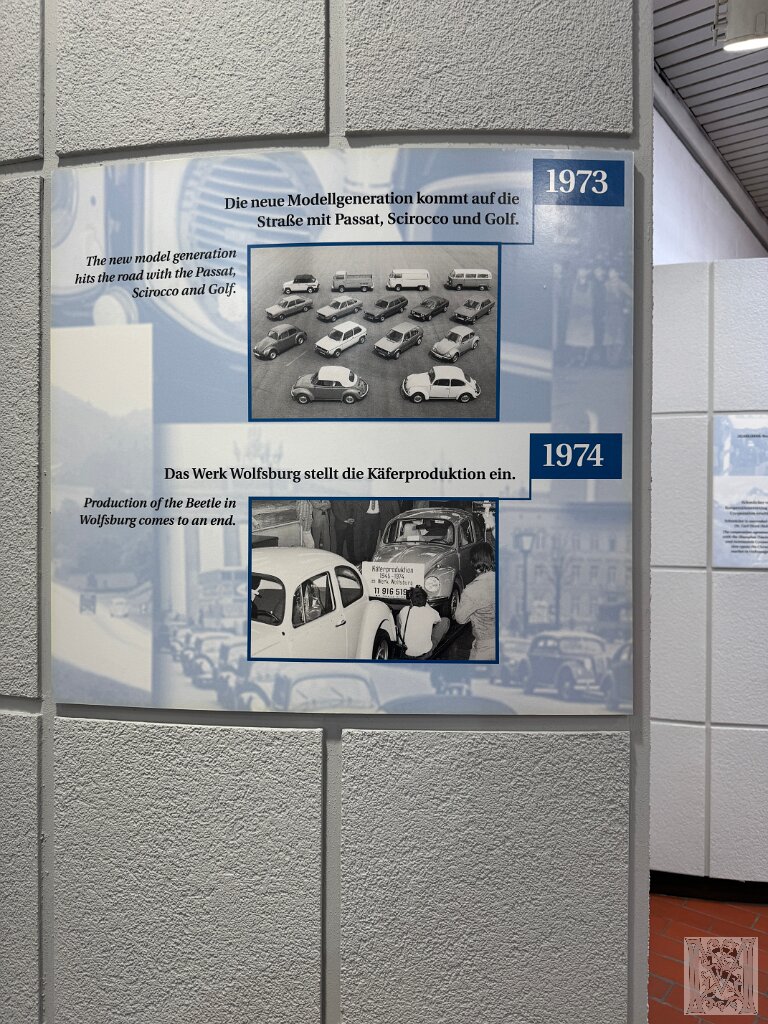 1973
Die neue Modellgeneration kommt auf die
Straße mit Passat, Scirocco und Golf.
The new model generation
hits the road with the Passat,
Scirocco and Golf.
1974
Das Werk Wolfsburg stellt die Käferproduktion ein.
Production of the Beetle in
Wolfsburg comes to an end.
Käferproduktion
1945-1974
im Werk Wolfsburg
11 916 519